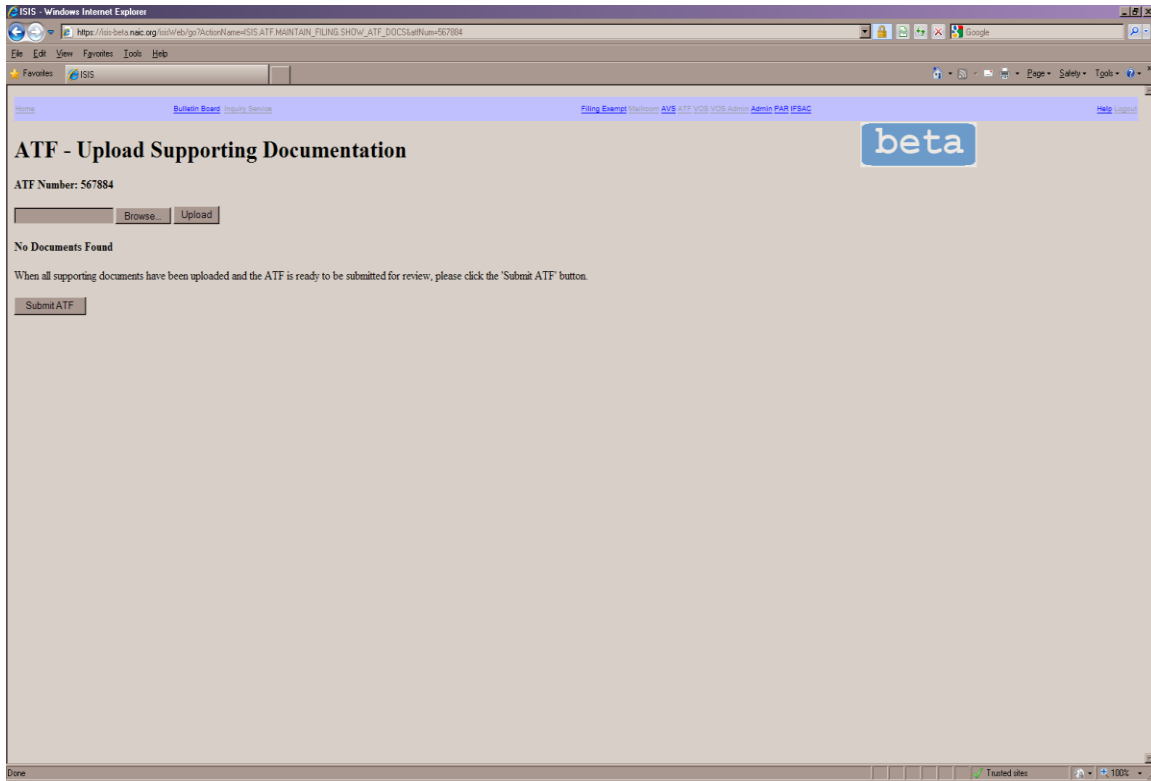 ISIS - Windows Internet Explorer
https://isis-beta.naic.org/isisWeb/go?ActionName=ISIS.ATF.MAINTAIN_FILING.SHOW_ATF_DOCS&atfNum=567884
Google
File Edit View Favorites Tools Help
Favorites ISIS
Page Safety Tools
Home Bulletin Board Inquiry Service Filing Exempt Mailroom AVS ATF VOS VOS Admin Admin PAR IFSAC Help Logout
beta
ATF - Upload Supporting Documentation
ATF Number: 567884
Browse... Upload
No Documents Found
When all supporting documents have been uploaded and the ATF is ready to be submitted for review, please click the 'Submit ATF' button.
Submit ATF
Done Trusted sites 100%